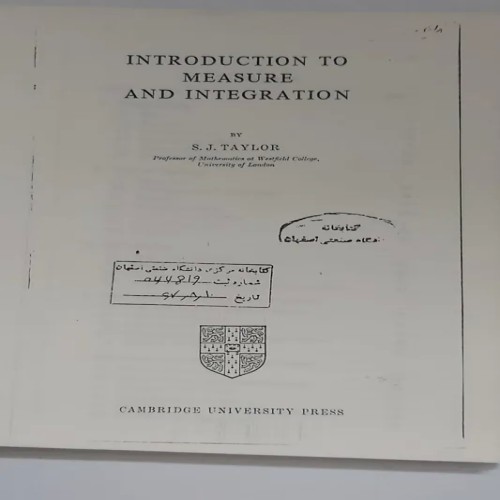 INTRODUCTION TO
MEASURE
AND INTEGRATION
BY
S. J. TAYLOR
Professor of Mathematics at Westfield College,
University of London
کتابخانه
دانشگاه صنعتی اصفهان
کتابخانه مرکزی دانشگاه صنعتی اصفهان
شماره ثبت
تاریخ
CAMBRIDGE UNIVERSITY PRESS